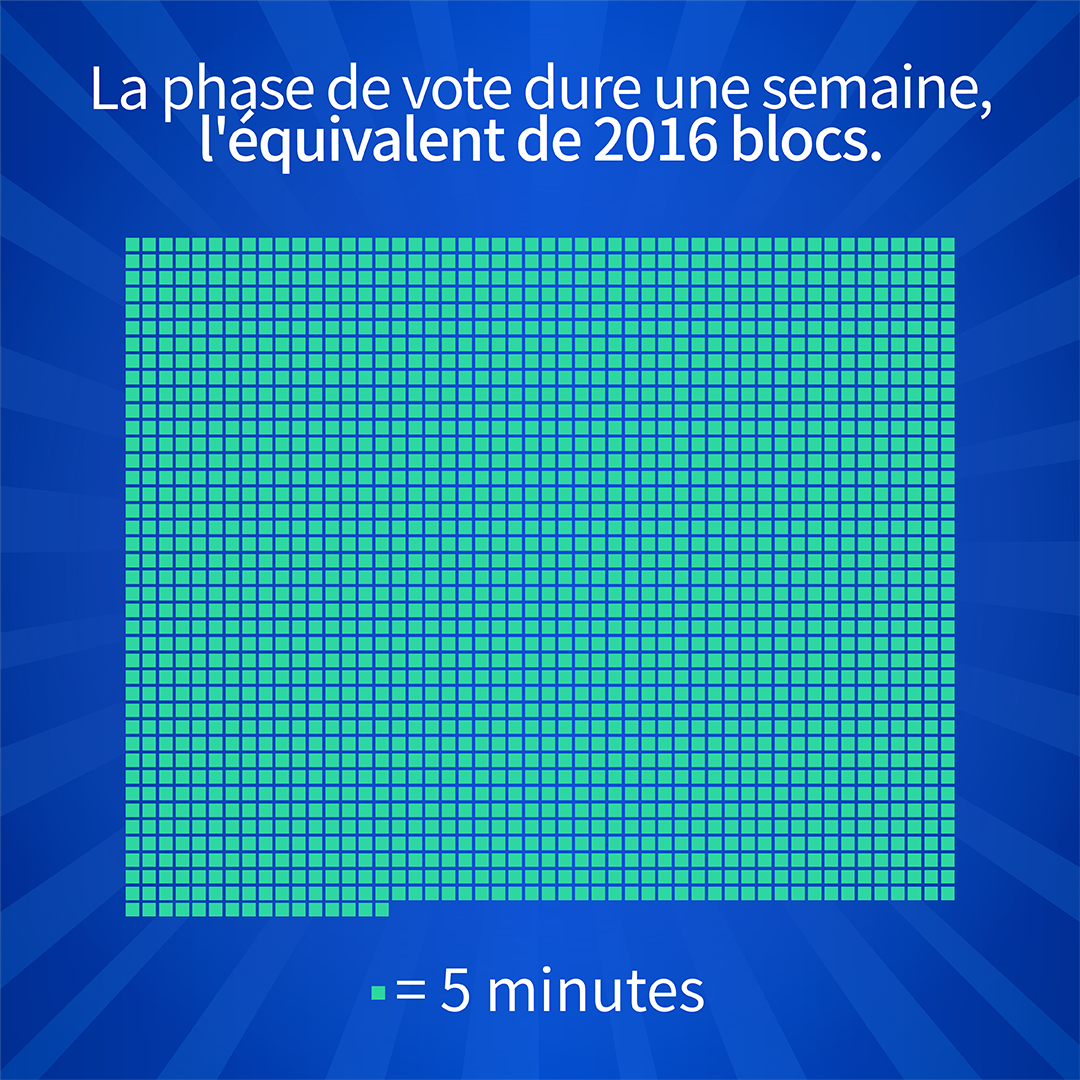 La phase de vote dure une semaine,
l'équivalent de 2016 blocs.
= 5 minutes